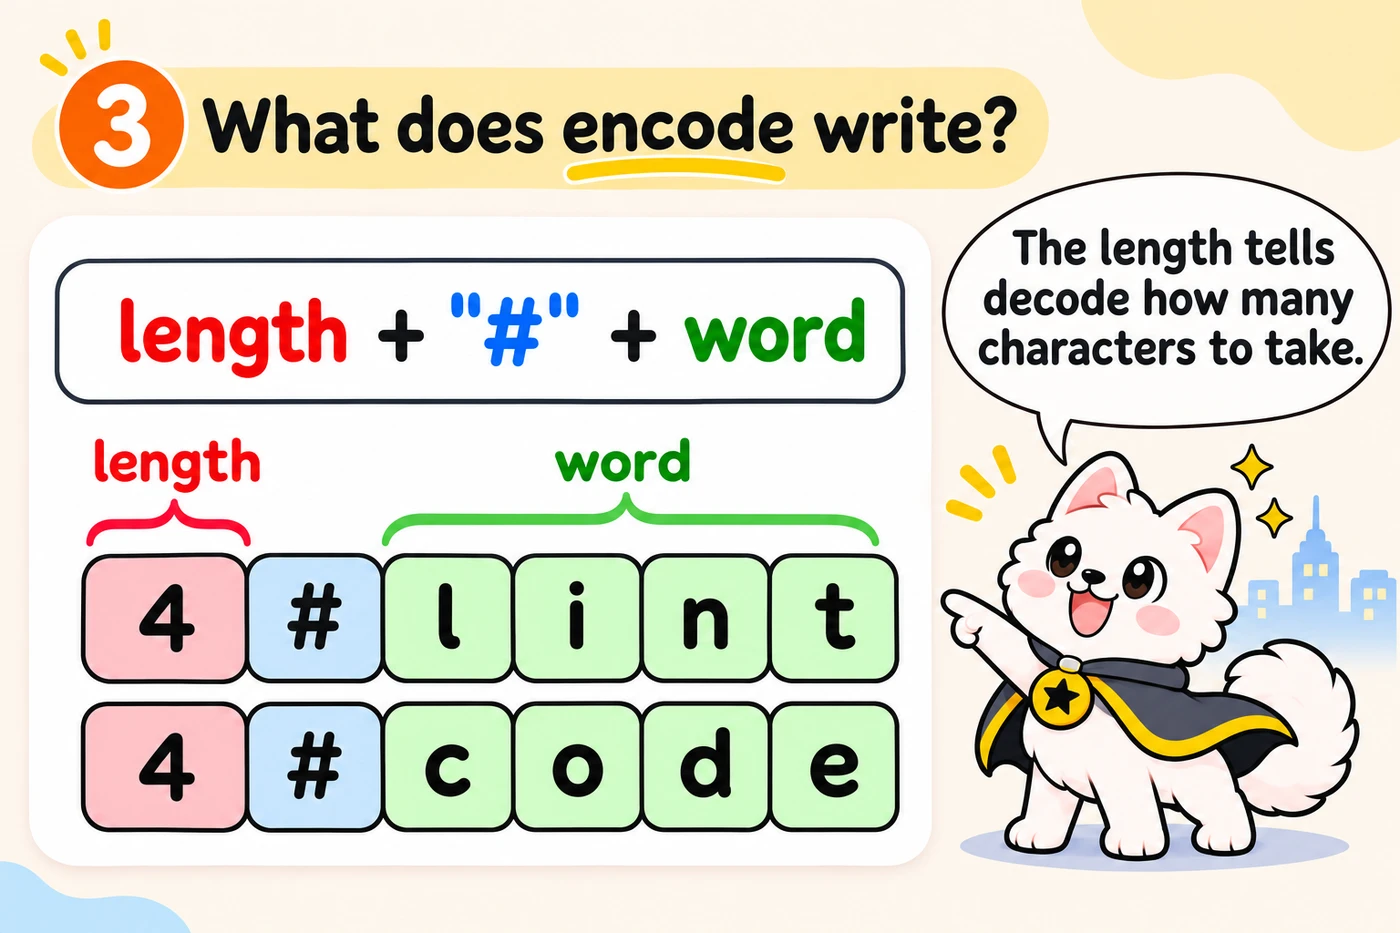 3 What does encode write?
The length tells
decode how many
characters to take.
length + "#" + word
length word
4 # l i n t
4 # c o d e